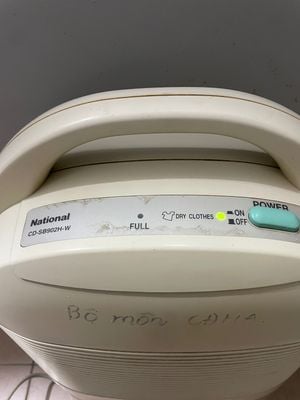 National
CD-SB902H-W
FULL
DRY CLOTHES
ON
OFF
POWER
Bộ môn